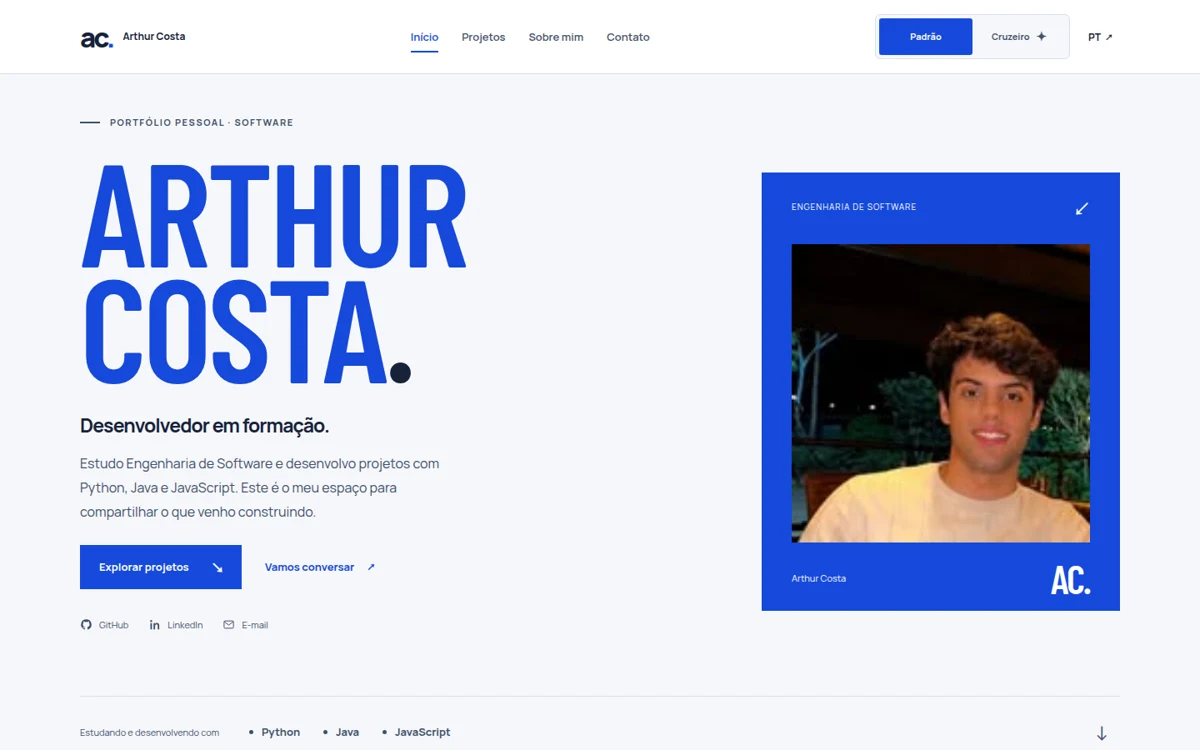 ac. Arthur Costa
Início Projetos Sobre mim Contato
Padrão Cruzeiro PT
PORTFÓLIO PESSOAL · SOFTWARE
ARTHUR
COSTA.
Desenvolvedor em formação.
Estudo Engenharia de Software e desenvolvo projetos com
Python, Java e JavaScript. Este é o meu espaço para
compartilhar o que venho construindo.
Explorar projetos Vamos conversar
GitHub LinkedIn E-mail
ENGENHARIA DE SOFTWARE
Arthur Costa AC.
Estudando e desenvolvendo com • Python • Java • JavaScript